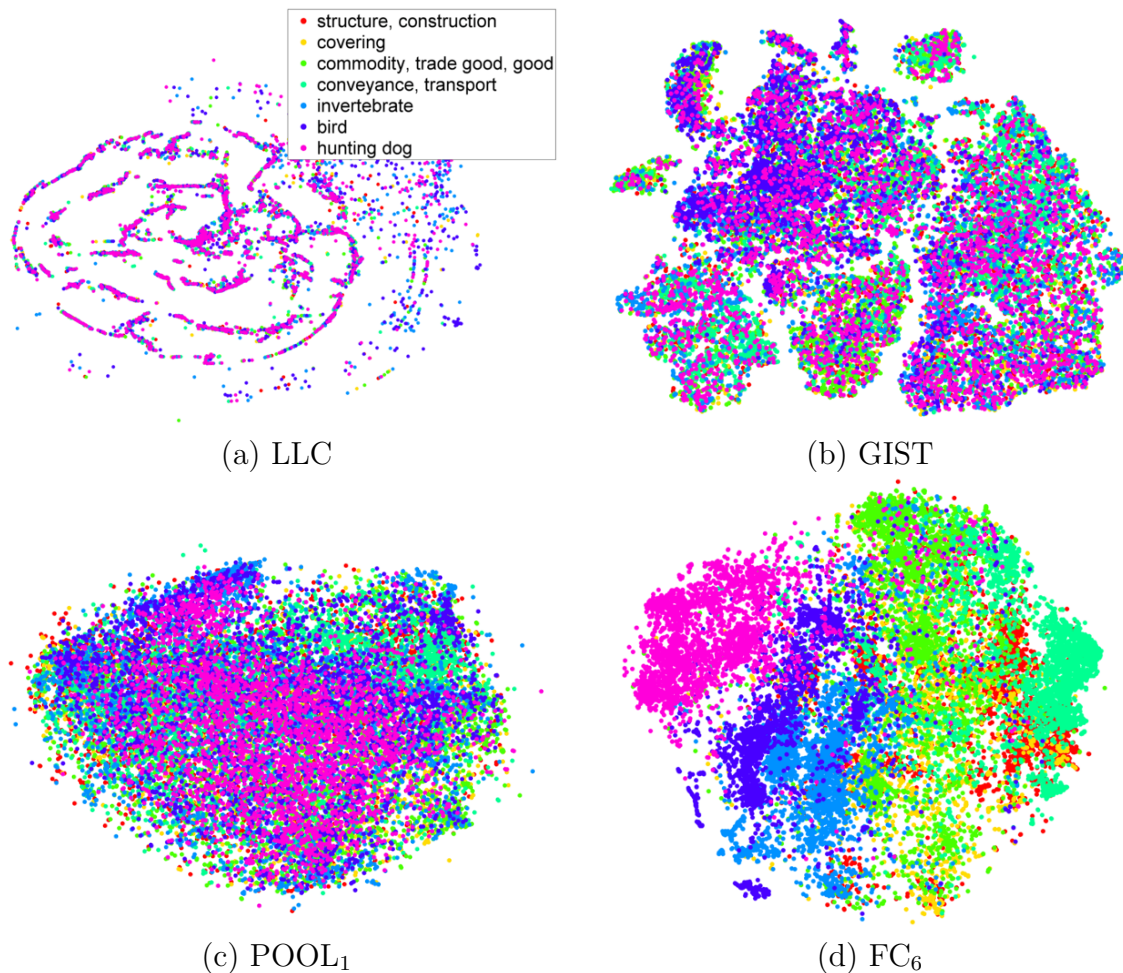 structure, construction
covering
commodity, trade good, good
conveyance, transport
invertebrate
bird
hunting dog
(a) LLC
(b) GIST
(c) POOL₁
(d) FC₆